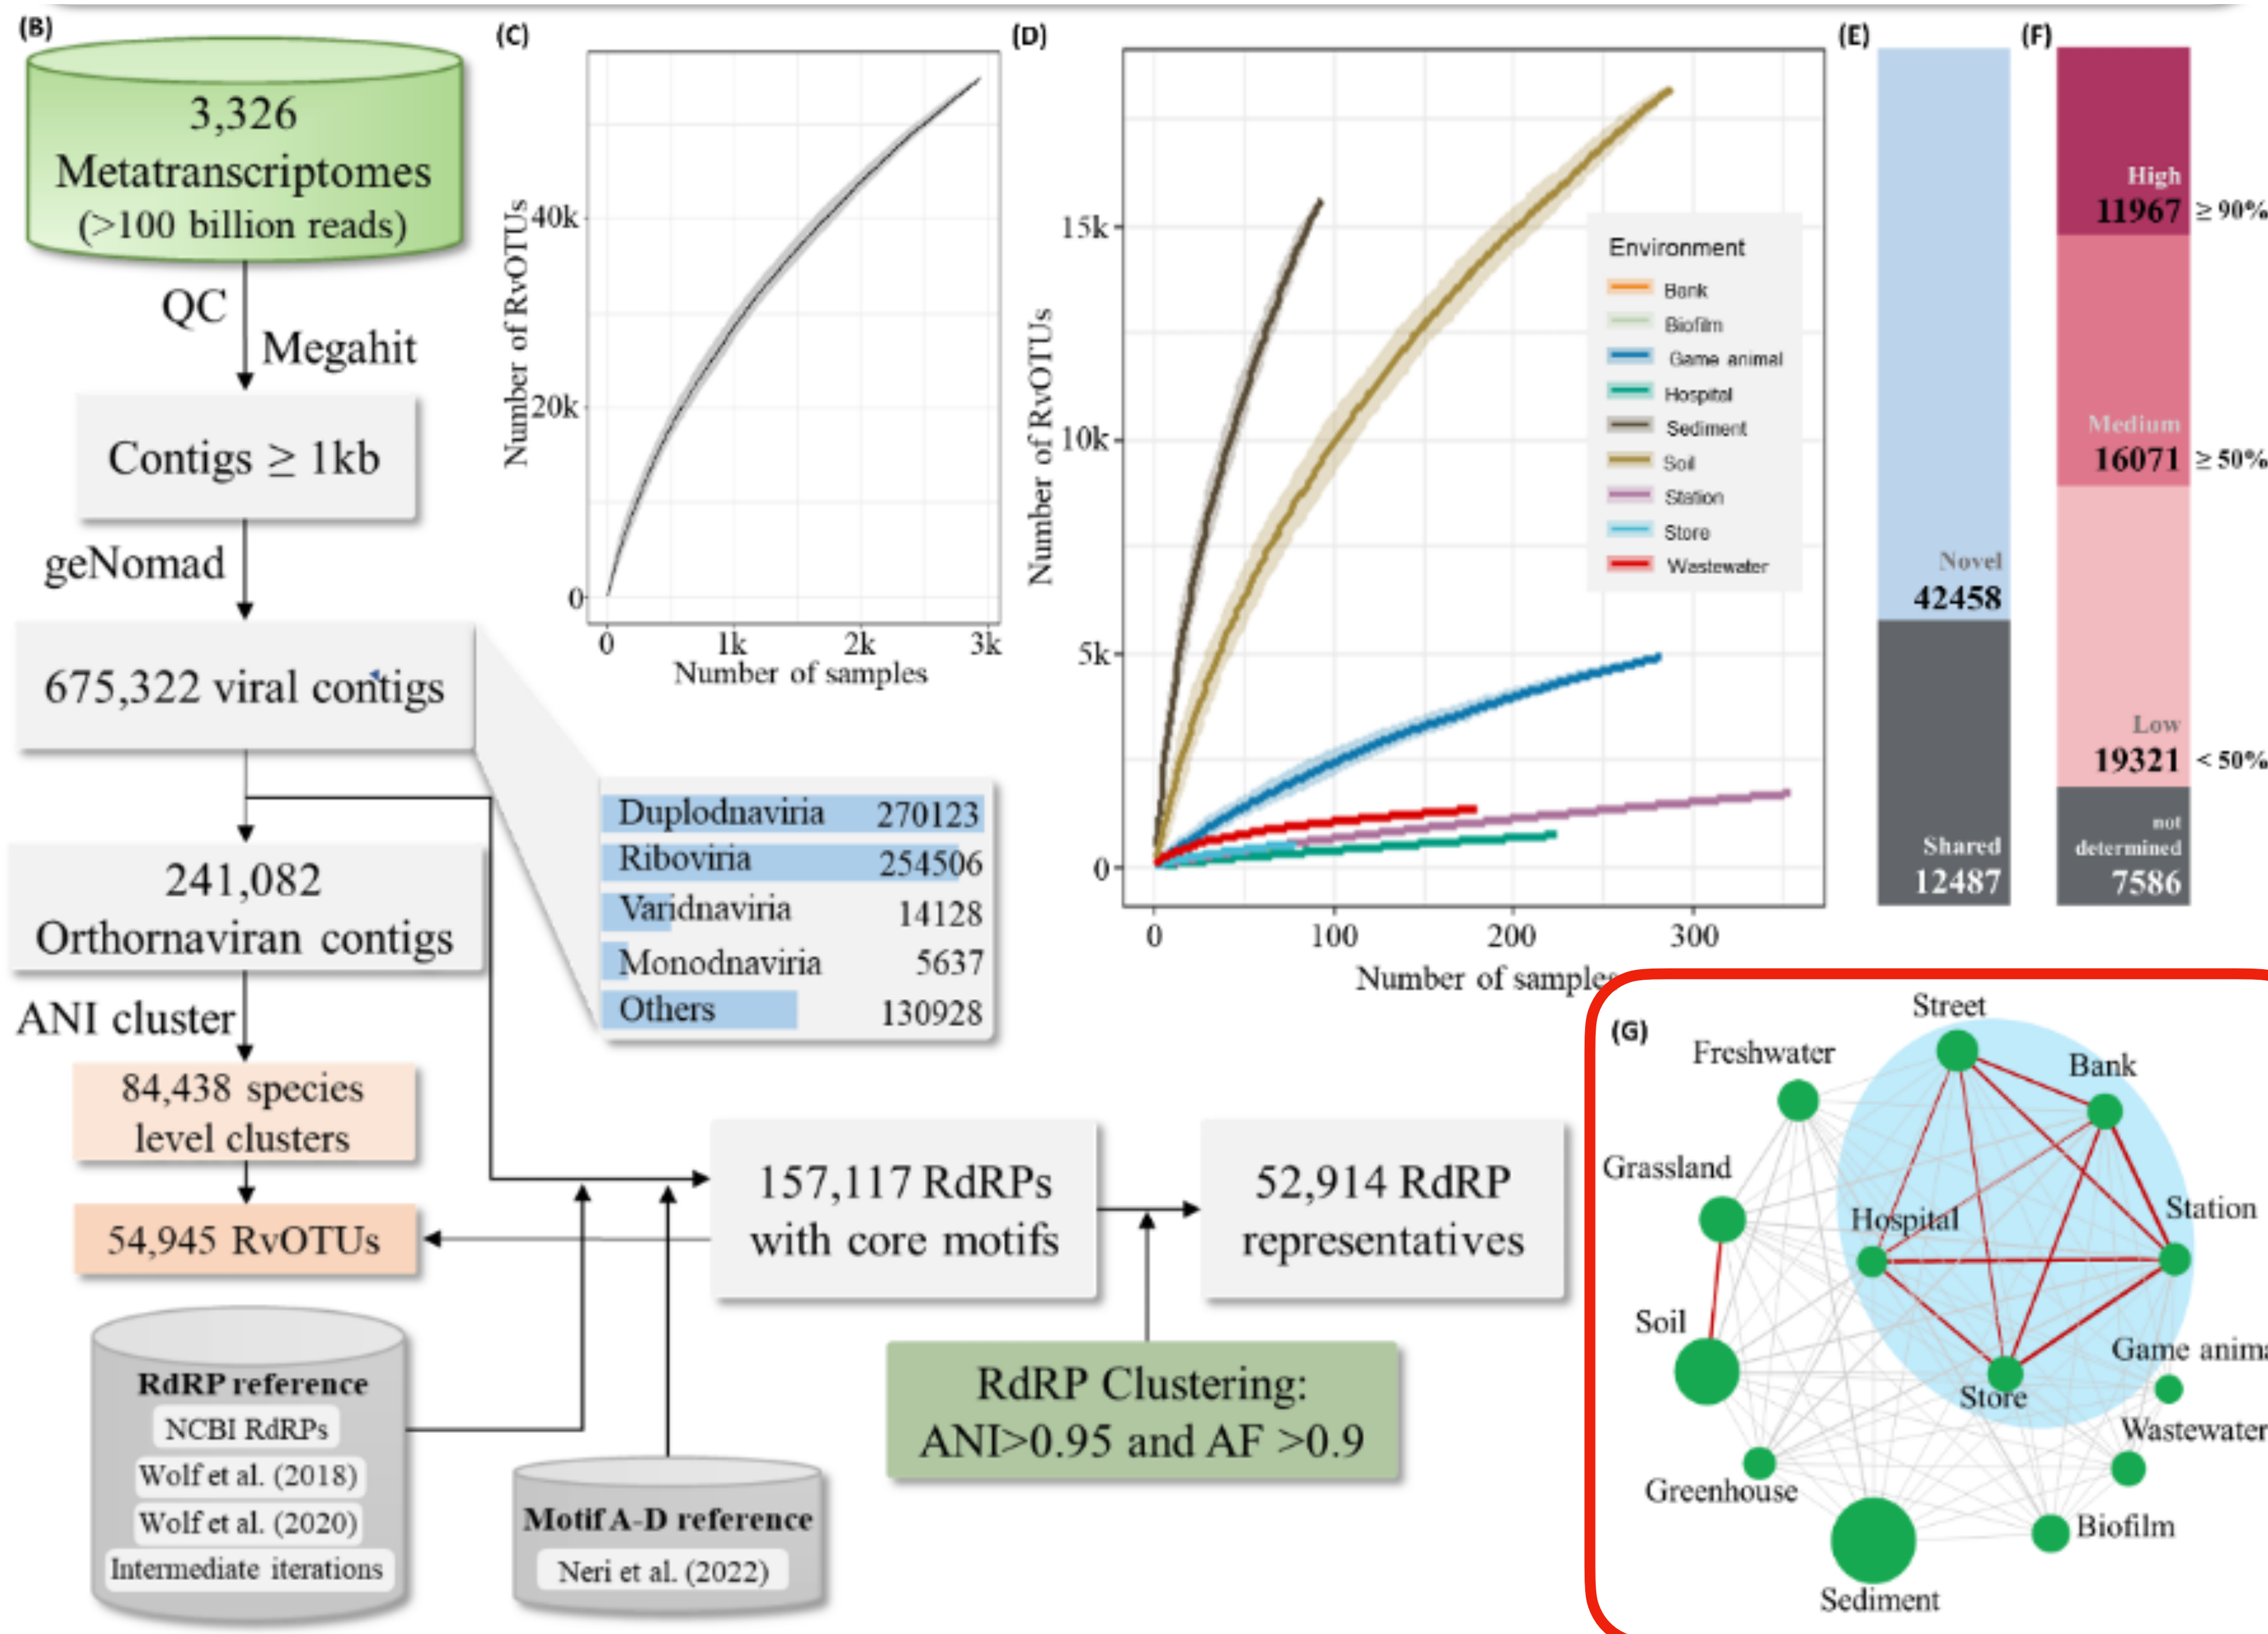 (B)
3,326
Metatranscriptomes
(>100 billion reads)
QC
Megahit
Contigs ≥ 1kb
geNomad
675,322 viral contigs
Duplodnaviria 270123
Riboviria 254506
Varidnaviria 14128
Monodnaviria 5637
Others 130928
241,082
Orthornaviran contigs
ANI cluster
84,438 species
level clusters
54,945 RvOTUs
157,117 RdRPs
with core motifs
52,914 RdRP
representatives
RdRP Clustering:
ANI>0.95 and AF >0.9
RdRP reference
NCBI RdRPs
Wolf et al. (2018)
Wolf et al. (2020)
Intermediate iterations
Motif A-D reference
Neri et al. (2022)
(C)
Number of RvOTUs
40k
20k
0
0 1k 2k 3k
Number of samples
(D)
Number of RvOTUs
15k
10k
5k
0
0 100 200 300
Number of samples
Environment
Bank
Biofilm
Game animal
Hospital
Sediment
Soil
Station
Store
Wastewater
(E)
Novel
42458
Shared
12487
(F)
High
11967 ≥ 90%
Medium
16071 ≥ 50%
Low
19321 < 50%
not
determined
7586
(G)
Street
Freshwater
Bank
Grassland
Station
Hospital
Soil
Game anima
Store
Wastewater
Greenhouse
Biofilm
Sediment